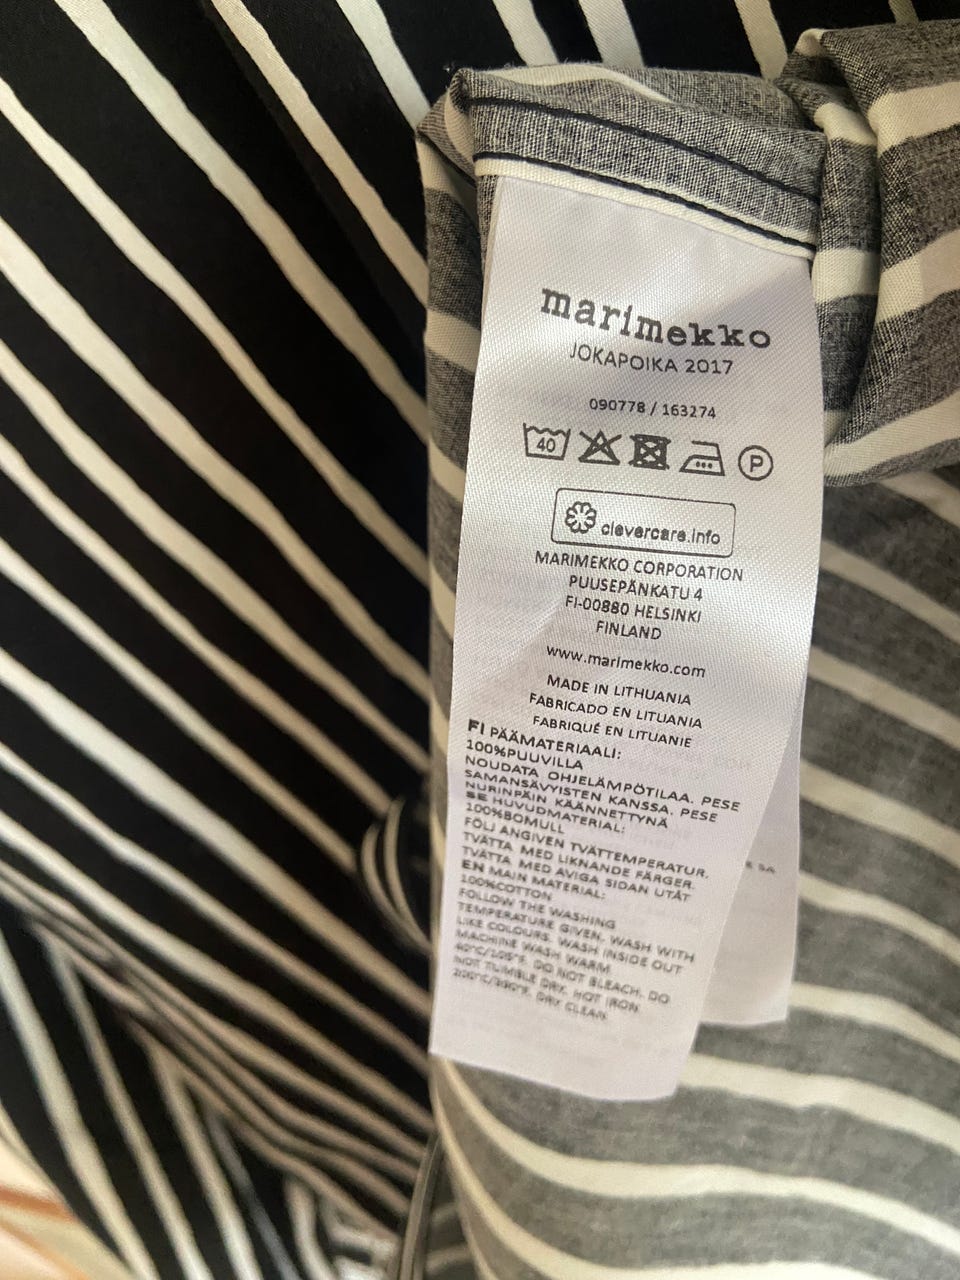 marimekko
JOKAPOIKA 2017
090778 / 163274
40
P
clevercare.info
MARIMEKKO CORPORATION
PUUSEPÄNKATU 4
FI-00880 HELSINKI
FINLAND
www.marimekko.com
MADE IN LITHUANIA
FABRICADO EN LITUANIA
FABRIQUÉ EN LITUANIE
FI PÄÄMATERIAALI:
100%PUUVILLA
NOUDATA OHJELÄMPÖTILAA. PESE
SAMANSÄVYISTEN KANSSA. PESE
NURINPÄIN KÄÄNNETTYNÄ
SE HUVUDMATERIAL:
100%BOMULL
FÖLJ ANGIVEN TVÄTTEMPERATUR.
TVÄTTA MED LIKNANDE FÄRGER.
TVÄTTA MED AVIGA SIDAN UTÅT
EN MAIN MATERIAL:
100%COTTON
FOLLOW THE WASHING
TEMPERATURE GIVEN. WASH WITH
LIKE COLOURS. WASH INSIDE OUT
MACHINE WASH WARM
40°C/105°F. DO NOT BLEACH. DO
NOT TUMBLE DRY. HOT IRON
200°C/390°F. DRY CLEAN